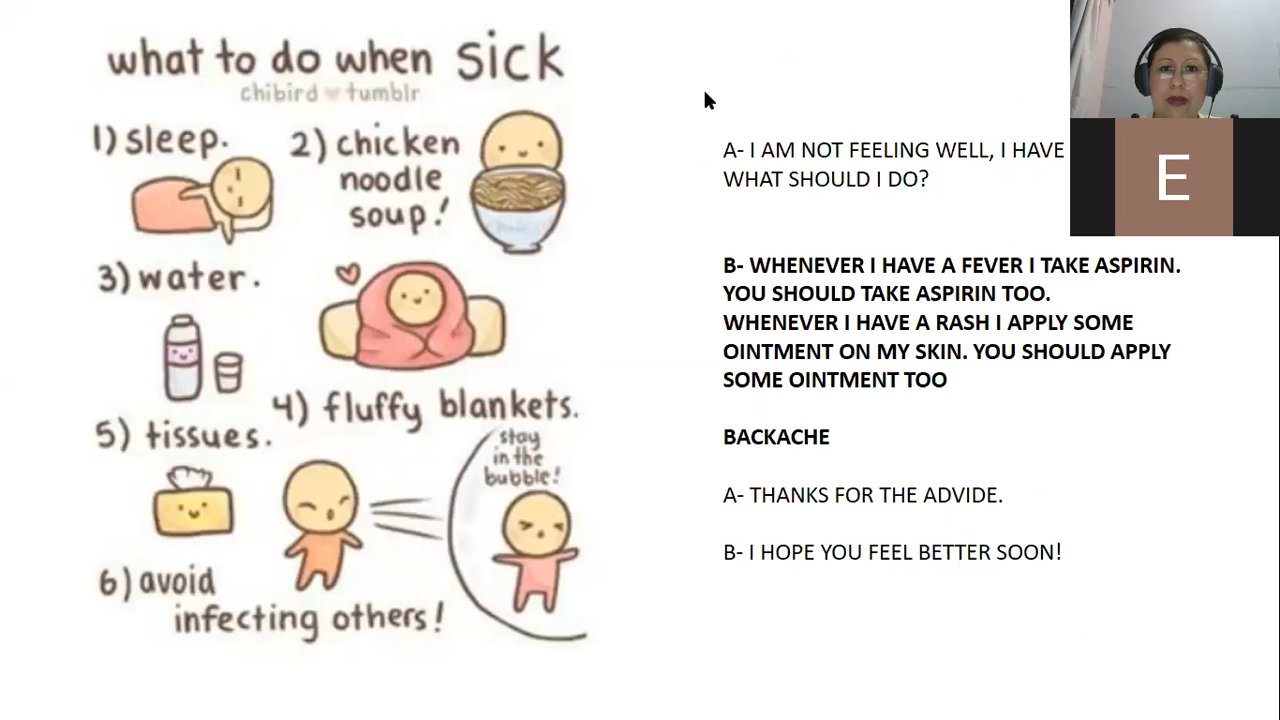 what to do when sick
chibird tumblr
1) sleep.
2) chicken
noodle
soup!
3) water.
4) fluffy blankets.
5) tissues.
stay
in the
bubble!
6) avoid
infecting others!
A- I AM NOT FEELING WELL, I HAVE
WHAT SHOULD I DO?
B- WHENEVER I HAVE A FEVER I TAKE ASPIRIN.
YOU SHOULD TAKE ASPIRIN TOO.
WHENEVER I HAVE A RASH I APPLY SOME
OINTMENT ON MY SKIN. YOU SHOULD APPLY
SOME OINTMENT TOO
BACKACHE
A- THANKS FOR THE ADVIDE.
B- I HOPE YOU FEEL BETTER SOON!
E